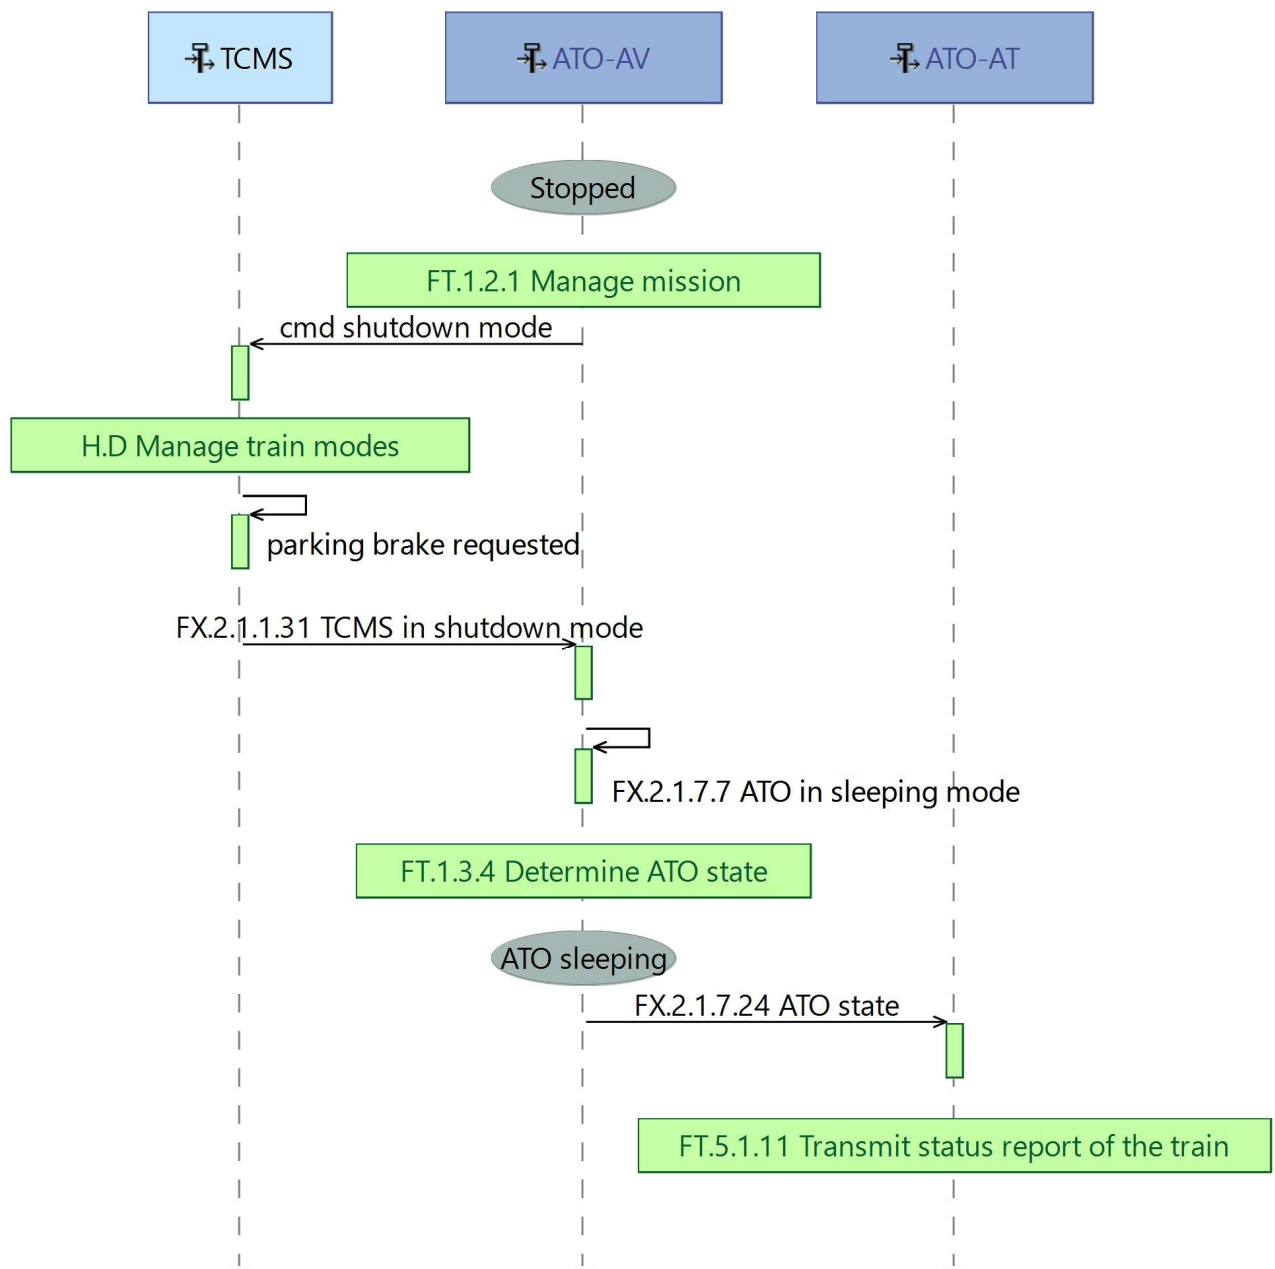 TCMS
ATO-AV
ATO-AT
Stopped
FT.1.2.1 Manage mission
cmd shutdown mode
H.D Manage train modes
parking brake requested
FX.2.1.1.31 TCMS in shutdown mode
FX.2.1.7.7 ATO in sleeping mode
FT.1.3.4 Determine ATO state
ATO sleeping
FX.2.1.7.24 ATO state
FT.5.1.11 Transmit status report of the train